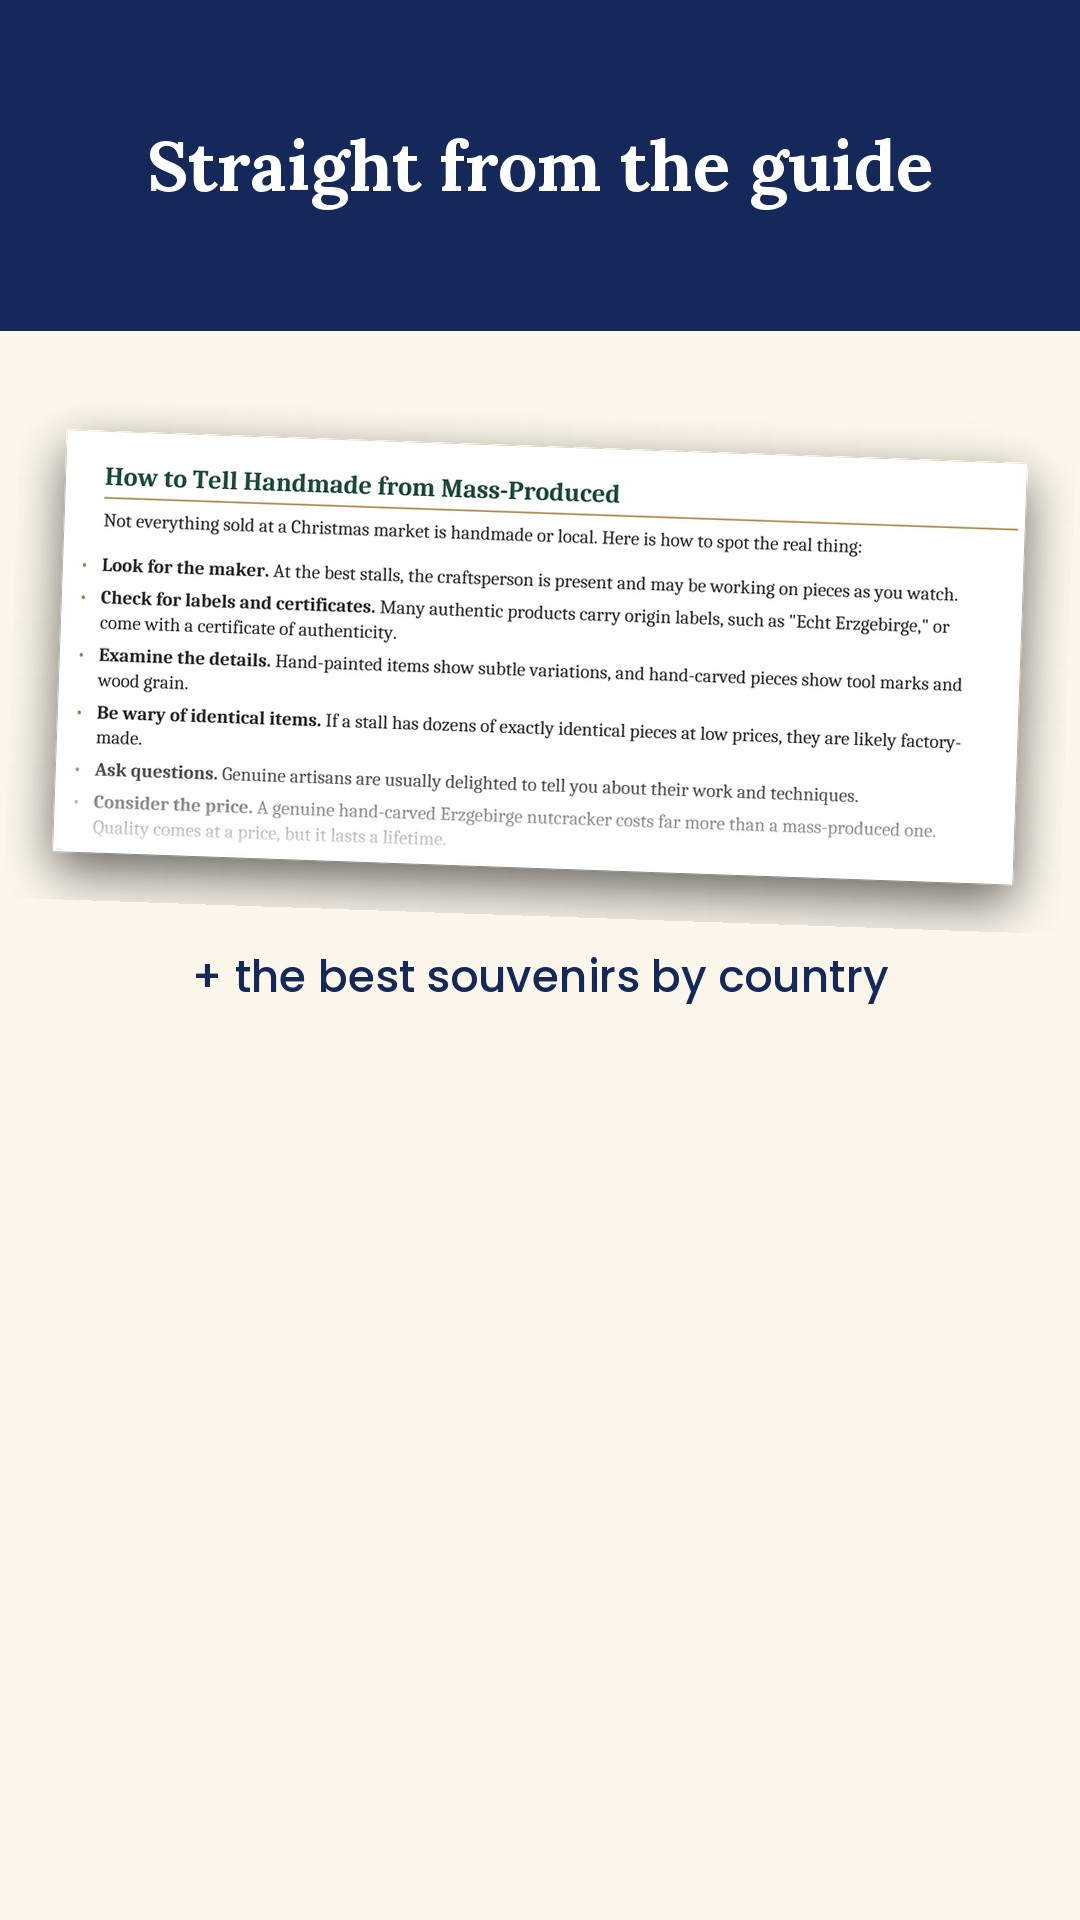 Straight from the guide
How to Tell Handmade from Mass-Produced
Not everything sold at a Christmas market is handmade or local. Here is how to spot the real thing:
• Look for the maker. At the best stalls, the craftsperson is present and may be working on pieces as you watch.
• Check for labels and certificates. Many authentic products carry origin labels, such as "Echt Erzgebirge," or
come with a certificate of authenticity.
• Examine the details. Hand-painted items show subtle variations, and hand-carved pieces show tool marks and
wood grain.
• Be wary of identical items. If a stall has dozens of exactly identical pieces at low prices, they are likely factory-
made.
• Ask questions. Genuine artisans are usually delighted to tell you about their work and techniques.
• Consider the price. A genuine hand-carved Erzgebirge nutcracker costs far more than a mass-produced one.
Quality comes at a price, but it lasts a lifetime.
+ the best souvenirs by country